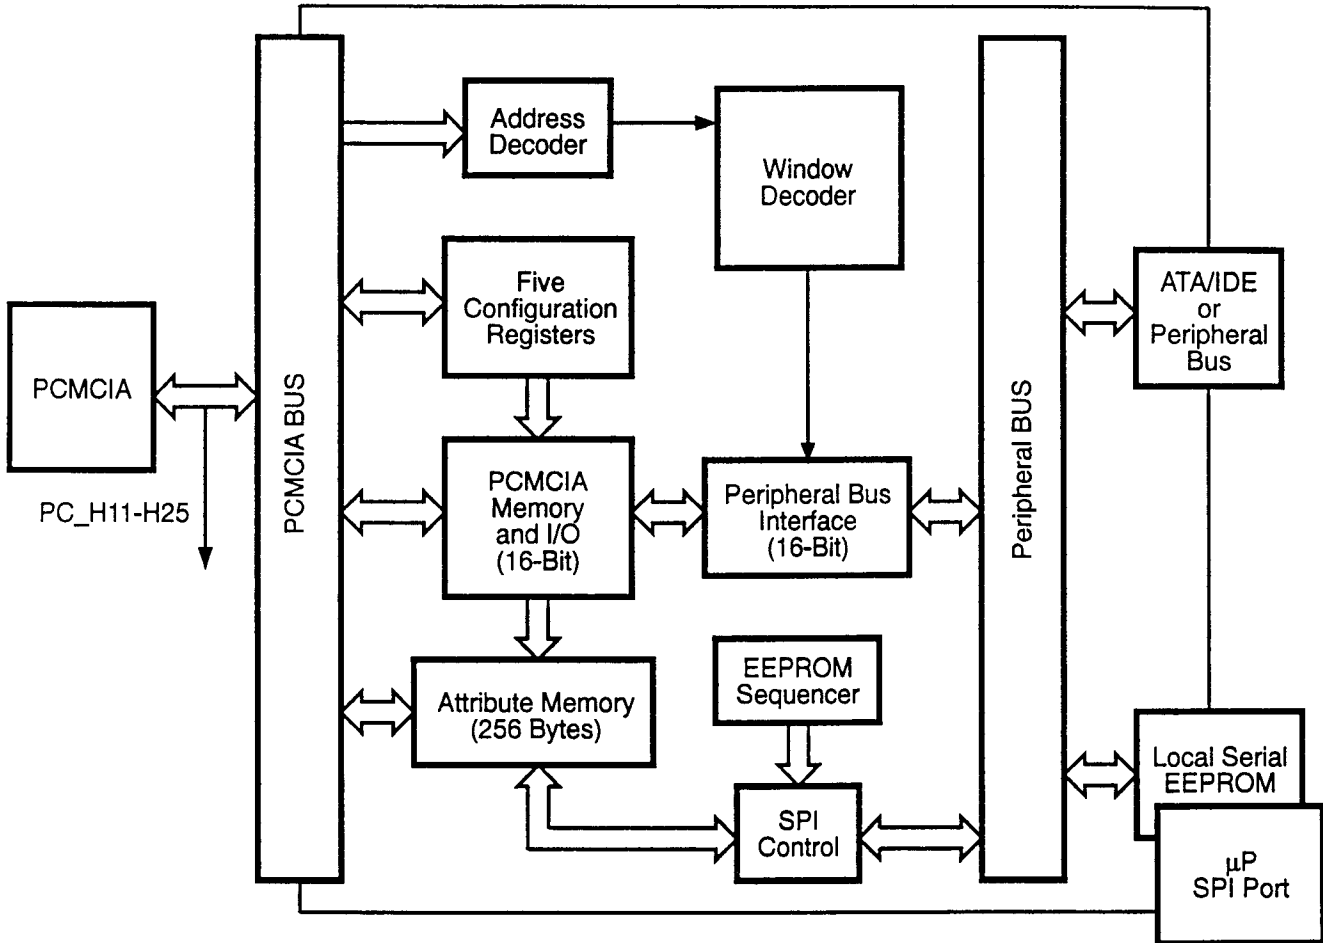 Address
Decoder
Window
Decoder
Five
Configuration
Registers
ATA/IDE
or
Peripheral
Bus
PCMCIA
PCMCIA BUS
Peripheral BUS
PC_H11-H25
PCMCIA
Memory
and I/O
(16-Bit)
Peripheral Bus
Interface
(16-Bit)
EEPROM
Sequencer
Attribute Memory
(256 Bytes)
Local Serial
EEPROM
SPI
Control
µP
SPI Port